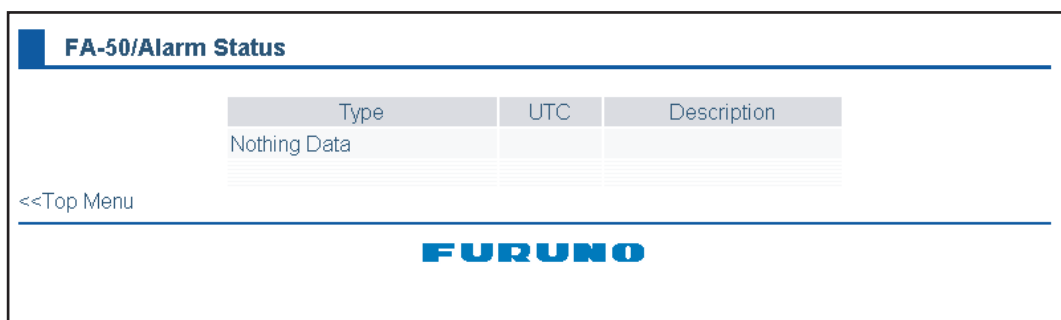 FA-50/Alarm Status
Type UTC Description
Nothing Data
<<Top Menu
FURUNO